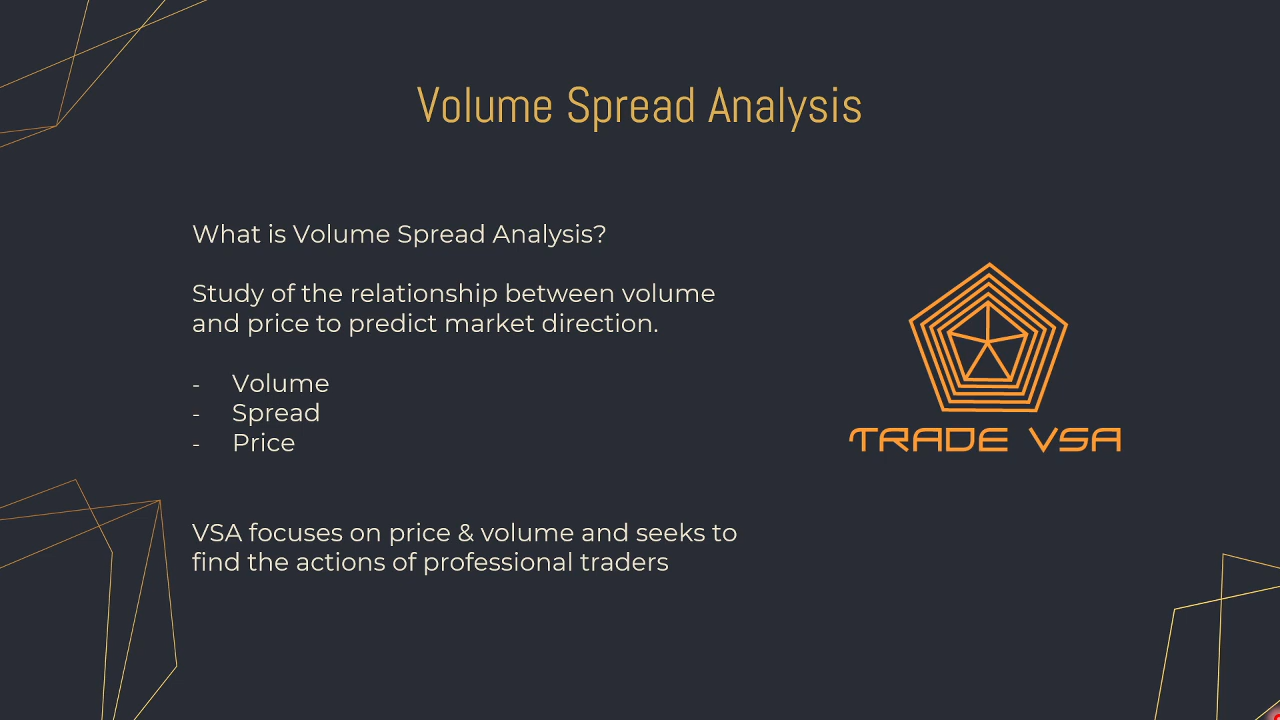 Volume Spread Analysis
What is Volume Spread Analysis?
Study of the relationship between volume
and price to predict market direction.
- Volume
- Spread
- Price
TRADE VSA
VSA focuses on price & volume and seeks to
find the actions of professional traders